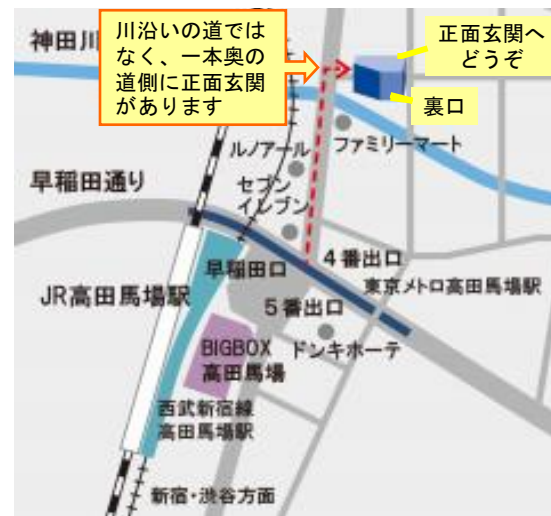 神田川
川沿いの道では
なく、一本奥の
道側に正面玄関
があります
正面玄関へ
どうぞ
裏口
ルノアール
ファミリーマート
セブン
イレブン
早稲田通り
早稲田口
4番出口
東京メトロ高田馬場駅
JR高田馬場駅
5番出口
BIGBOX
高田馬場
ドンキホーテ
西武新宿線
高田馬場駅
新宿・渋谷方面